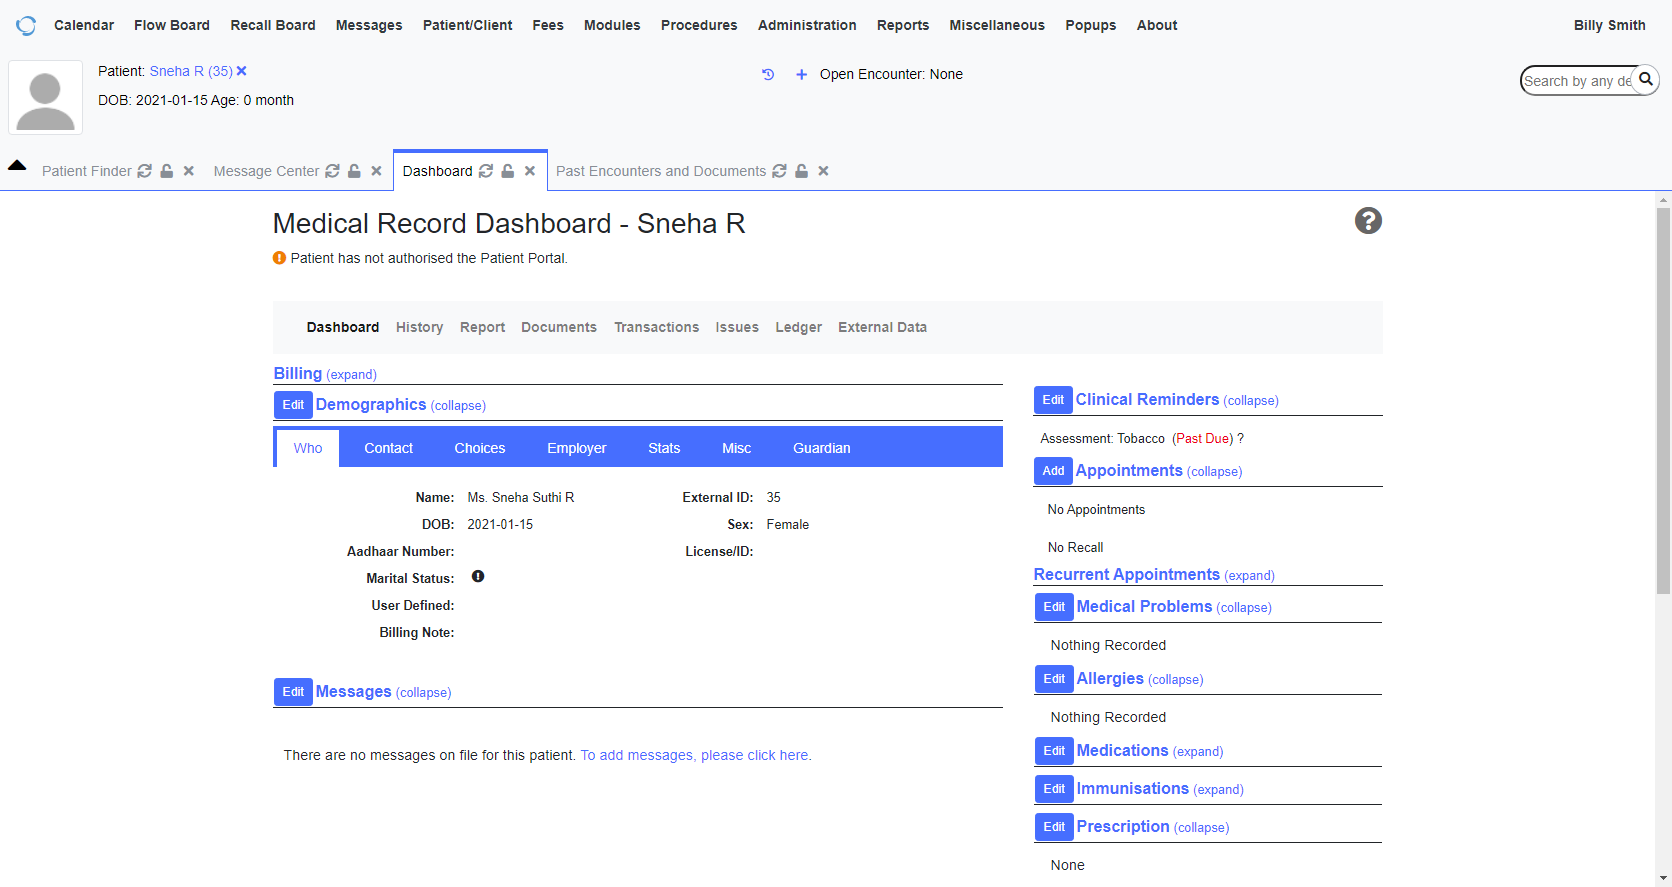 Calendar Flow Board Recall Board Messages Patient/Client Fees Modules Procedures Administration Reports Miscellaneous Popups About Billy Smith
Patient: Sneha R (35)
DOB: 2021-01-15 Age: 0 month
Open Encounter: None
Search by any de
Patient Finder Message Center Dashboard Past Encounters and Documents
Medical Record Dashboard - Sneha R
Patient has not authorised the Patient Portal.
Dashboard History Report Documents Transactions Issues Ledger External Data
Billing (expand)
Edit Demographics (collapse)
Who Contact Choices Employer Stats Misc Guardian
Name: Ms. Sneha Suthi R External ID: 35
DOB: 2021-01-15 Sex: Female
Aadhaar Number: License/ID:
Marital Status:
User Defined:
Billing Note:
Edit Messages (collapse)
There are no messages on file for this patient. To add messages, please click here.
Edit Clinical Reminders (collapse)
Assessment: Tobacco (Past Due) ?
Add Appointments (collapse)
No Appointments
No Recall
Recurrent Appointments (expand)
Edit Medical Problems (collapse)
Nothing Recorded
Edit Allergies (collapse)
Nothing Recorded
Edit Medications (expand)
Edit Immunisations (expand)
Edit Prescription (collapse)
None